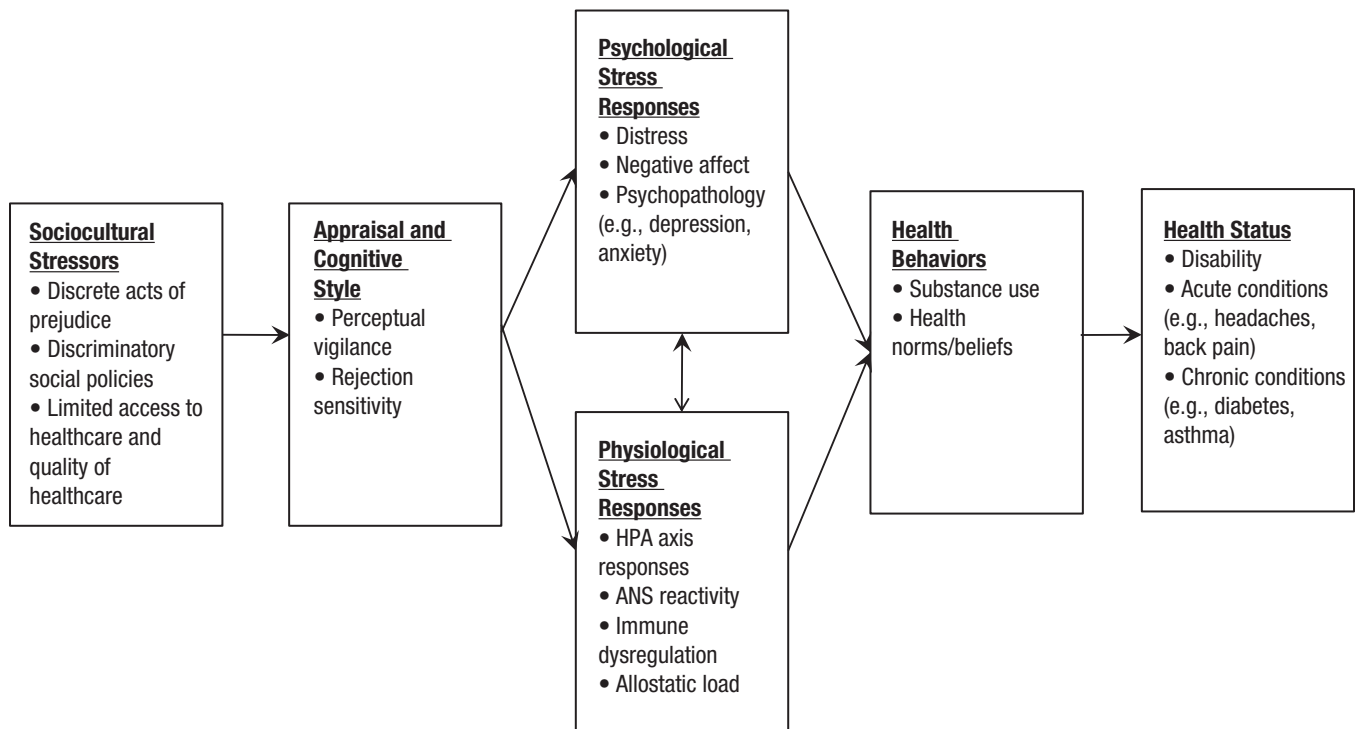 Sociocultural
Stressors
• Discrete acts of
prejudice
• Discriminatory
social policies
• Limited access to
healthcare and
quality of
healthcare
Appraisal and
Cognitive
Style
• Perceptual
vigilance
• Rejection
sensitivity
Psychological
Stress
Responses
• Distress
• Negative affect
• Psychopathology
(e.g., depression,
anxiety)
Physiological
Stress
Responses
• HPA axis
responses
• ANS reactivity
• Immune
dysregulation
• Allostatic load
Health
Behaviors
• Substance use
• Health
norms/beliefs
Health Status
• Disability
• Acute conditions
(e.g., headaches,
back pain)
• Chronic conditions
(e.g., diabetes,
asthma)